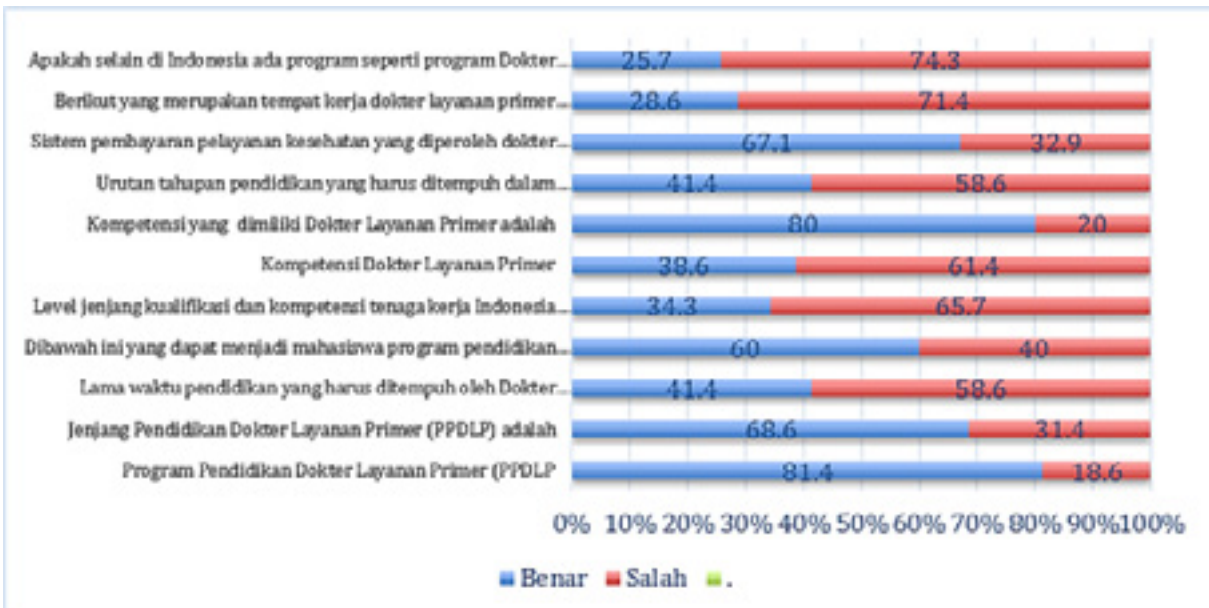 Apakah selain di Indonesia ada program seperti program Dokter...
25.7 74.3
Berikut yang merupakan tempat kerja dokter layanan primer
28.6 71.4
Sistem pembayaran pelayanan kesehatan yang diperoleh dokter...
67.1 32.9
Urutan tahapan pendidikan yang harus ditempuh dalam...
41.4 58.6
Kompetensi yang dimiliki Dokter Layanan Primer adalah
80 20
Kompetensi Dokter Layanan Primer
38.6 61.4
Level jenjang kualifikasi dan kompetensi tenaga kerja Indonesia...
34.3 65.7
Dibawah ini yang dapat menjadi mahasiswa program pendidikan...
60 40
Lama waktu pendidikan yang harus ditempuh oleh Dokter...
41.4 58.6
Jenjang Pendidikan Dokter Layanan Primer (PPDLP) adalah
68.6 31.4
Program Pendidikan Dokter Layanan Primer (PPDLP
81.4 18.6
0% 10% 20% 30% 40% 50% 60% 70% 80% 90% 100%
Benar Salah .